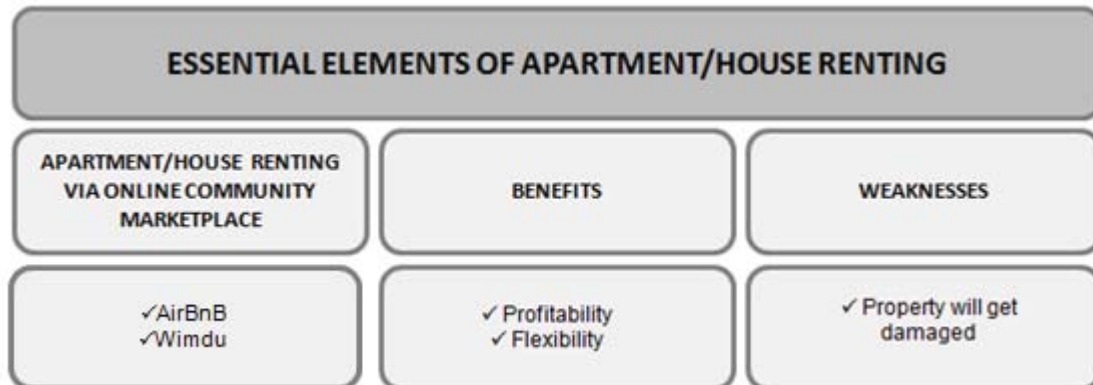 ESSENTIAL ELEMENTS OF APARTMENT/HOUSE RENTING
APARTMENT/HOUSE RENTING
VIA ONLINE COMMUNITY
MARKETPLACE
BENEFITS
WEAKNESSES
✓AirBnB
✓Wimdu
✓ Profitability
✓ Flexibility
✓ Property will get
damaged